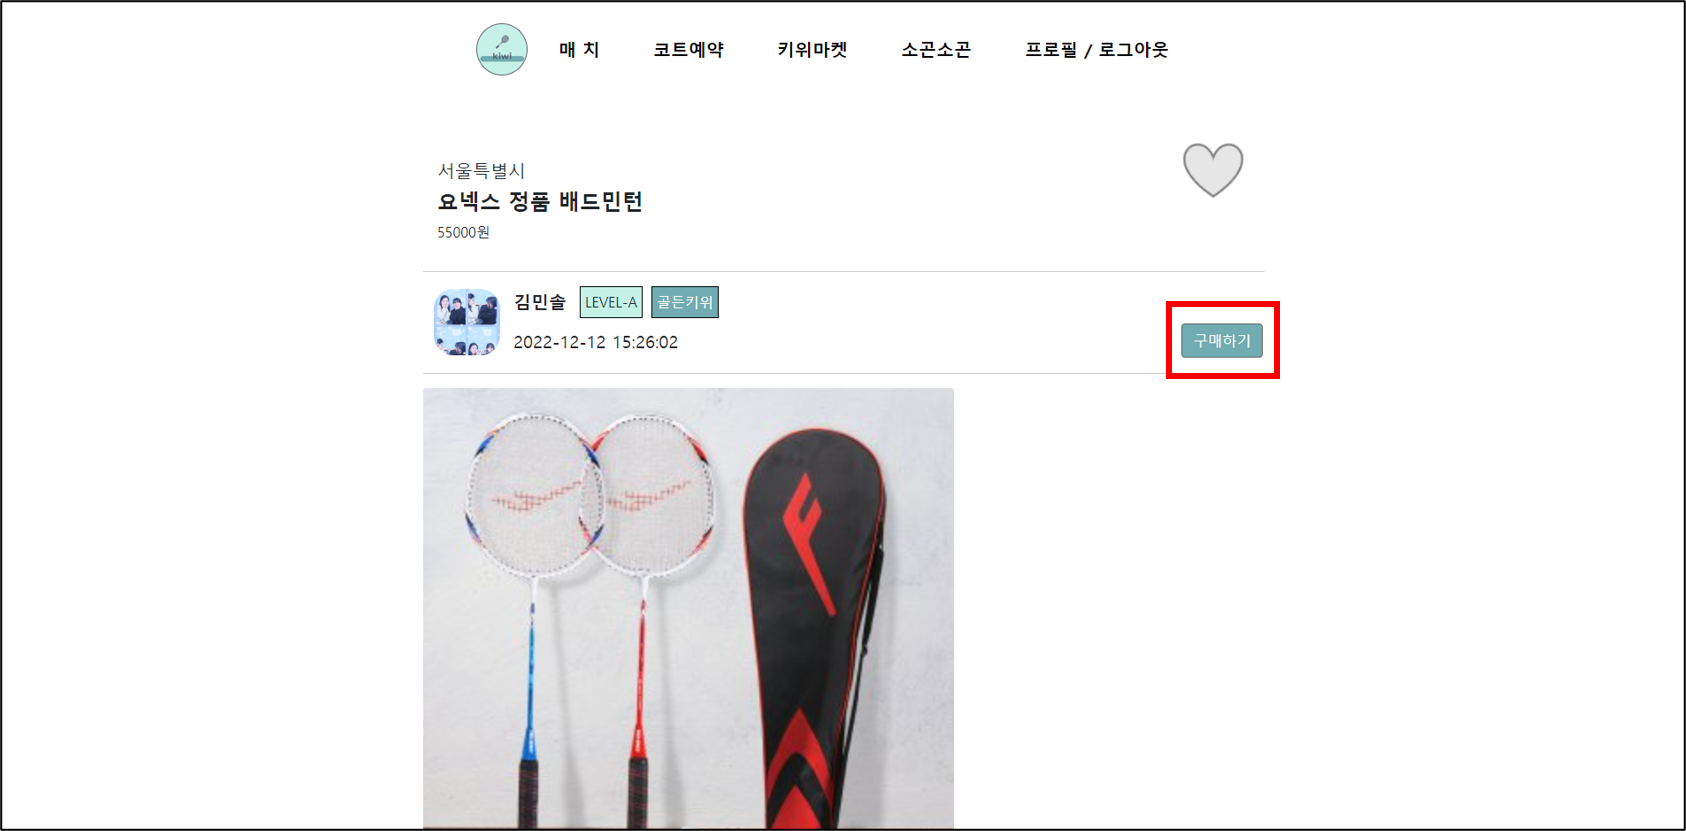 kiwi 매 치 코트예약 키위마켓 소곤소곤 프로필 / 로그아웃
서울특별시
요넥스 정품 배드민턴
55000원
김민솔 LEVEL-A 골든키위
2022-12-12 15:26:02
구매하기